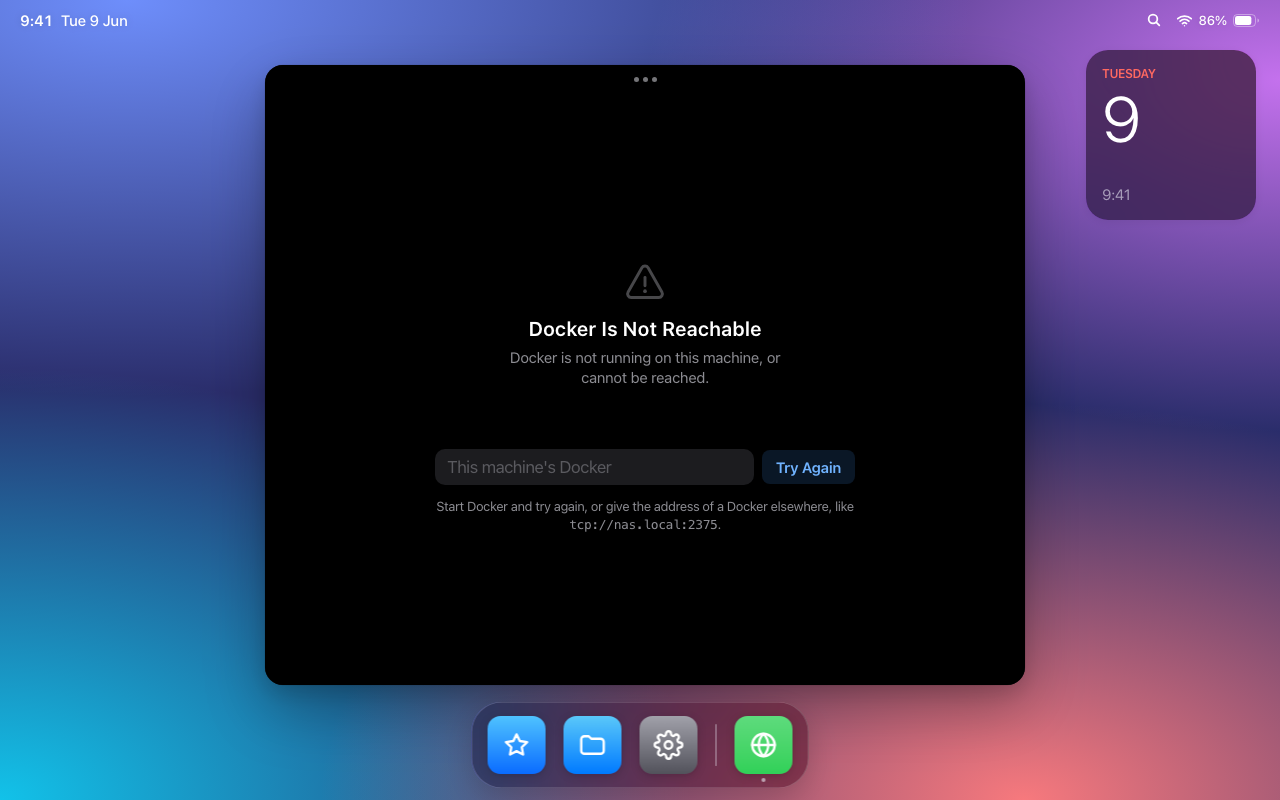 9:41 Tue 9 Jun
86%
TUESDAY
9
9:41
Docker Is Not Reachable
Docker is not running on this machine, or
cannot be reached.
This machine's Docker
Try Again
Start Docker and try again, or give the address of a Docker elsewhere, like
tcp://nas.local:2375.